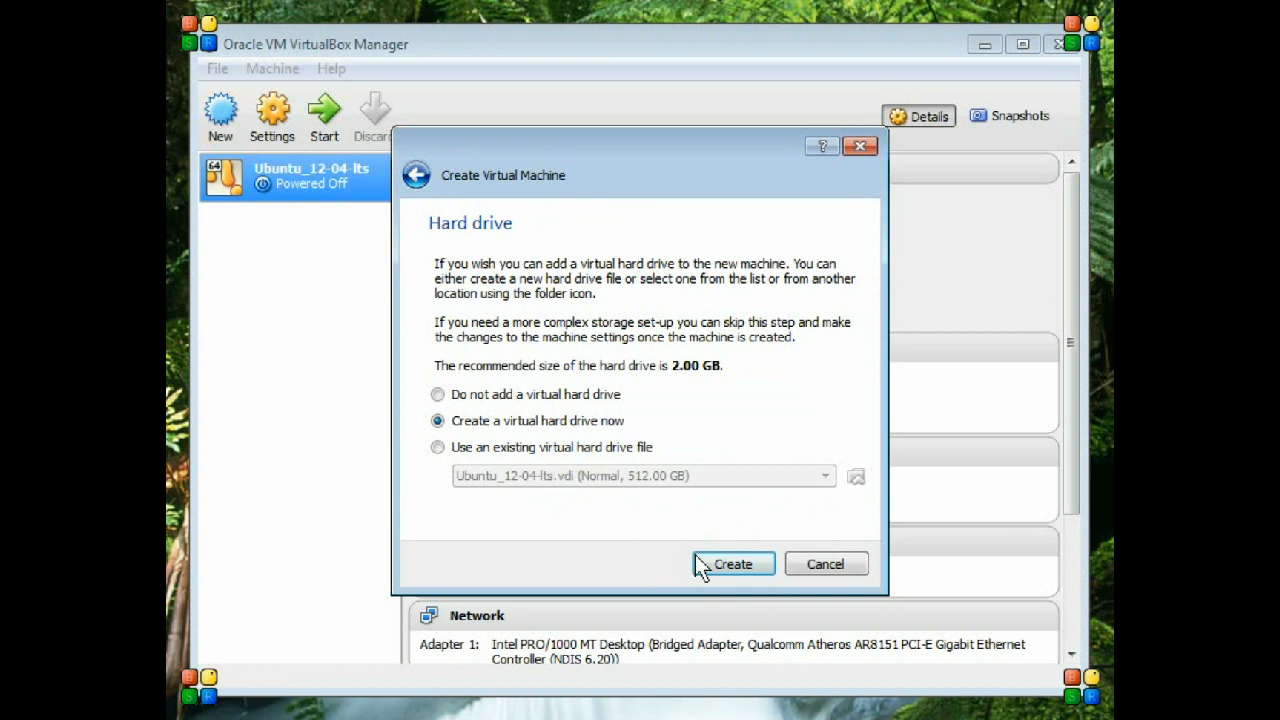 Oracle VM VirtualBox Manager
File Machine Help
New Settings Start Discar
Details Snapshots
64
Ubuntu_12-04-lts
Powered Off
?
Create Virtual Machine
Hard drive
If you wish you can add a virtual hard drive to the new machine. You can
either create a new hard drive file or select one from the list or from another
location using the folder icon.
If you need a more complex storage set-up you can skip this step and make
the changes to the machine settings once the machine is created.
The recommended size of the hard drive is 2.00 GB.
Do not add a virtual hard drive
Create a virtual hard drive now
Use an existing virtual hard drive file
Ubuntu_12-04-lts.vdi (Normal, 512.00 GB)
Create Cancel
Network
Adapter 1: Intel PRO/1000 MT Desktop (Bridged Adapter, Qualcomm Atheros AR8151 PCI-E Gigabit Ethernet
Controller (NDIS 6.20))